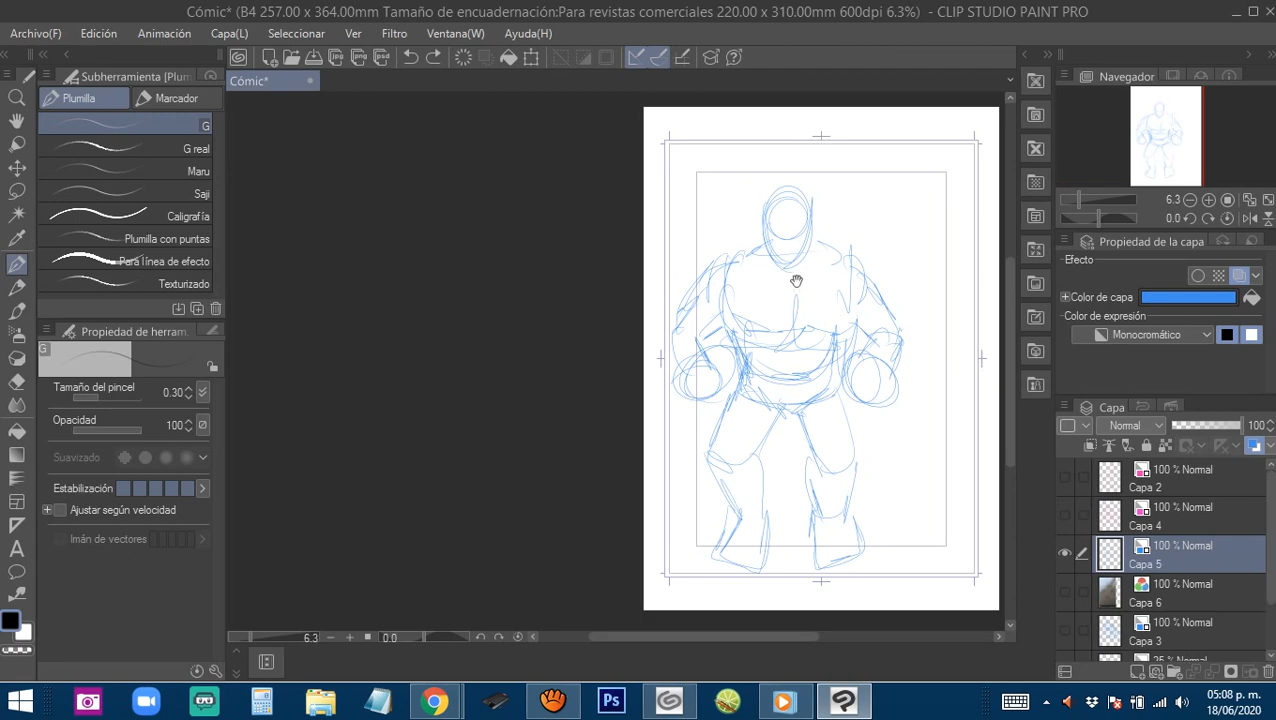 Cómic* (B4 257.00 x 364.00mm Tamaño de encuadernación:Para revistas comerciales 220.00 x 310.00mm 600dpi 6.3%) - CLIP STUDIO PAINT PRO
Archivo(F) Edición Animación Capa(L) Seleccionar Ver Filtro Ventana(W) Ayuda(H)
Subherramienta (Plum
Cómic*
Navegador
Plumilla Marcador
G
G real
Maru
Saji
Caligrafía
Plumilla con puntas
Para línea de efecto
Texturizado
Propiedad de herram
G
Tamaño del pincel 0.30
Opacidad 100
Suavizado
Estabilización
Ajustar según velocidad
Imán de vectores
6.3
0.0
Propiedad de la capa
Efecto
Color de capa
Color de expresión
Monocromático
Capa
Normal 100
100 % Normal
Capa 2
100 % Normal
Capa 4
100 % Normal
Capa 5
100 % Normal
Capa 6
100 % Normal
Capa 3
25 % Normal
6.3 0.0
A
Ps
05:08 p. m.
18/06/2020